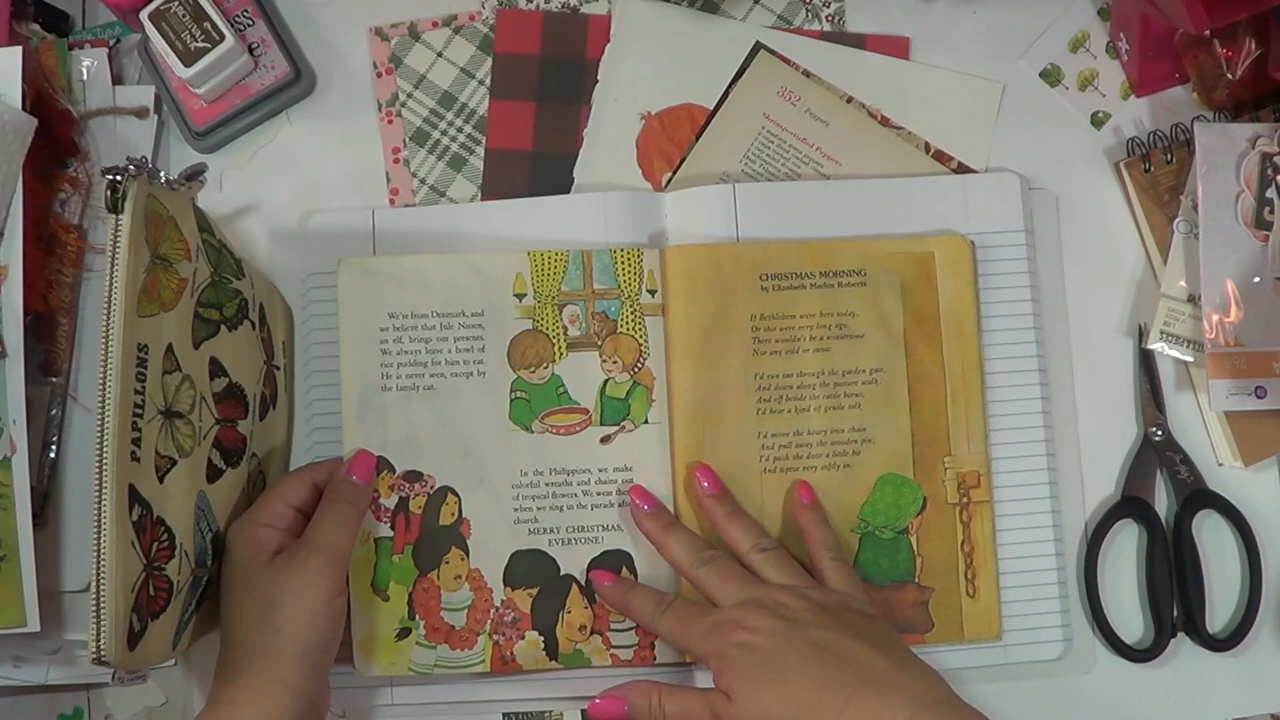 ARCHIVAL
INK
352 Peppers
Shrimp-stuffed Peppers
PAPILLONS
We're from Denmark, and
we believe that Jule Nissen,
an elf, brings our presents.
We always leave a bowl of
rice pudding for him to eat.
He is never seen, except by
the family cat.
In the Philippines, we make
colorful wreaths and chains out
of tropical flowers. We wear them
when we sing in the parade after
church.
MERRY CHRISTMAS,
EVERYONE!
CHRISTMAS MORNING
by Elizabeth Madox Roberts
If Bethlehem were here today,
Or this were very long ago,
There wouldn't be a wintertime
Nor any cold or snow.
I'd run out through the garden gate,
And down along the pasture walk;
And off beside the cattle barns,
I'd hear a kind of gentle talk.
I'd move the heavy iron chain
And pull away the wooden pin;
I'd push the door a little bit
And tiptoe very softly in.